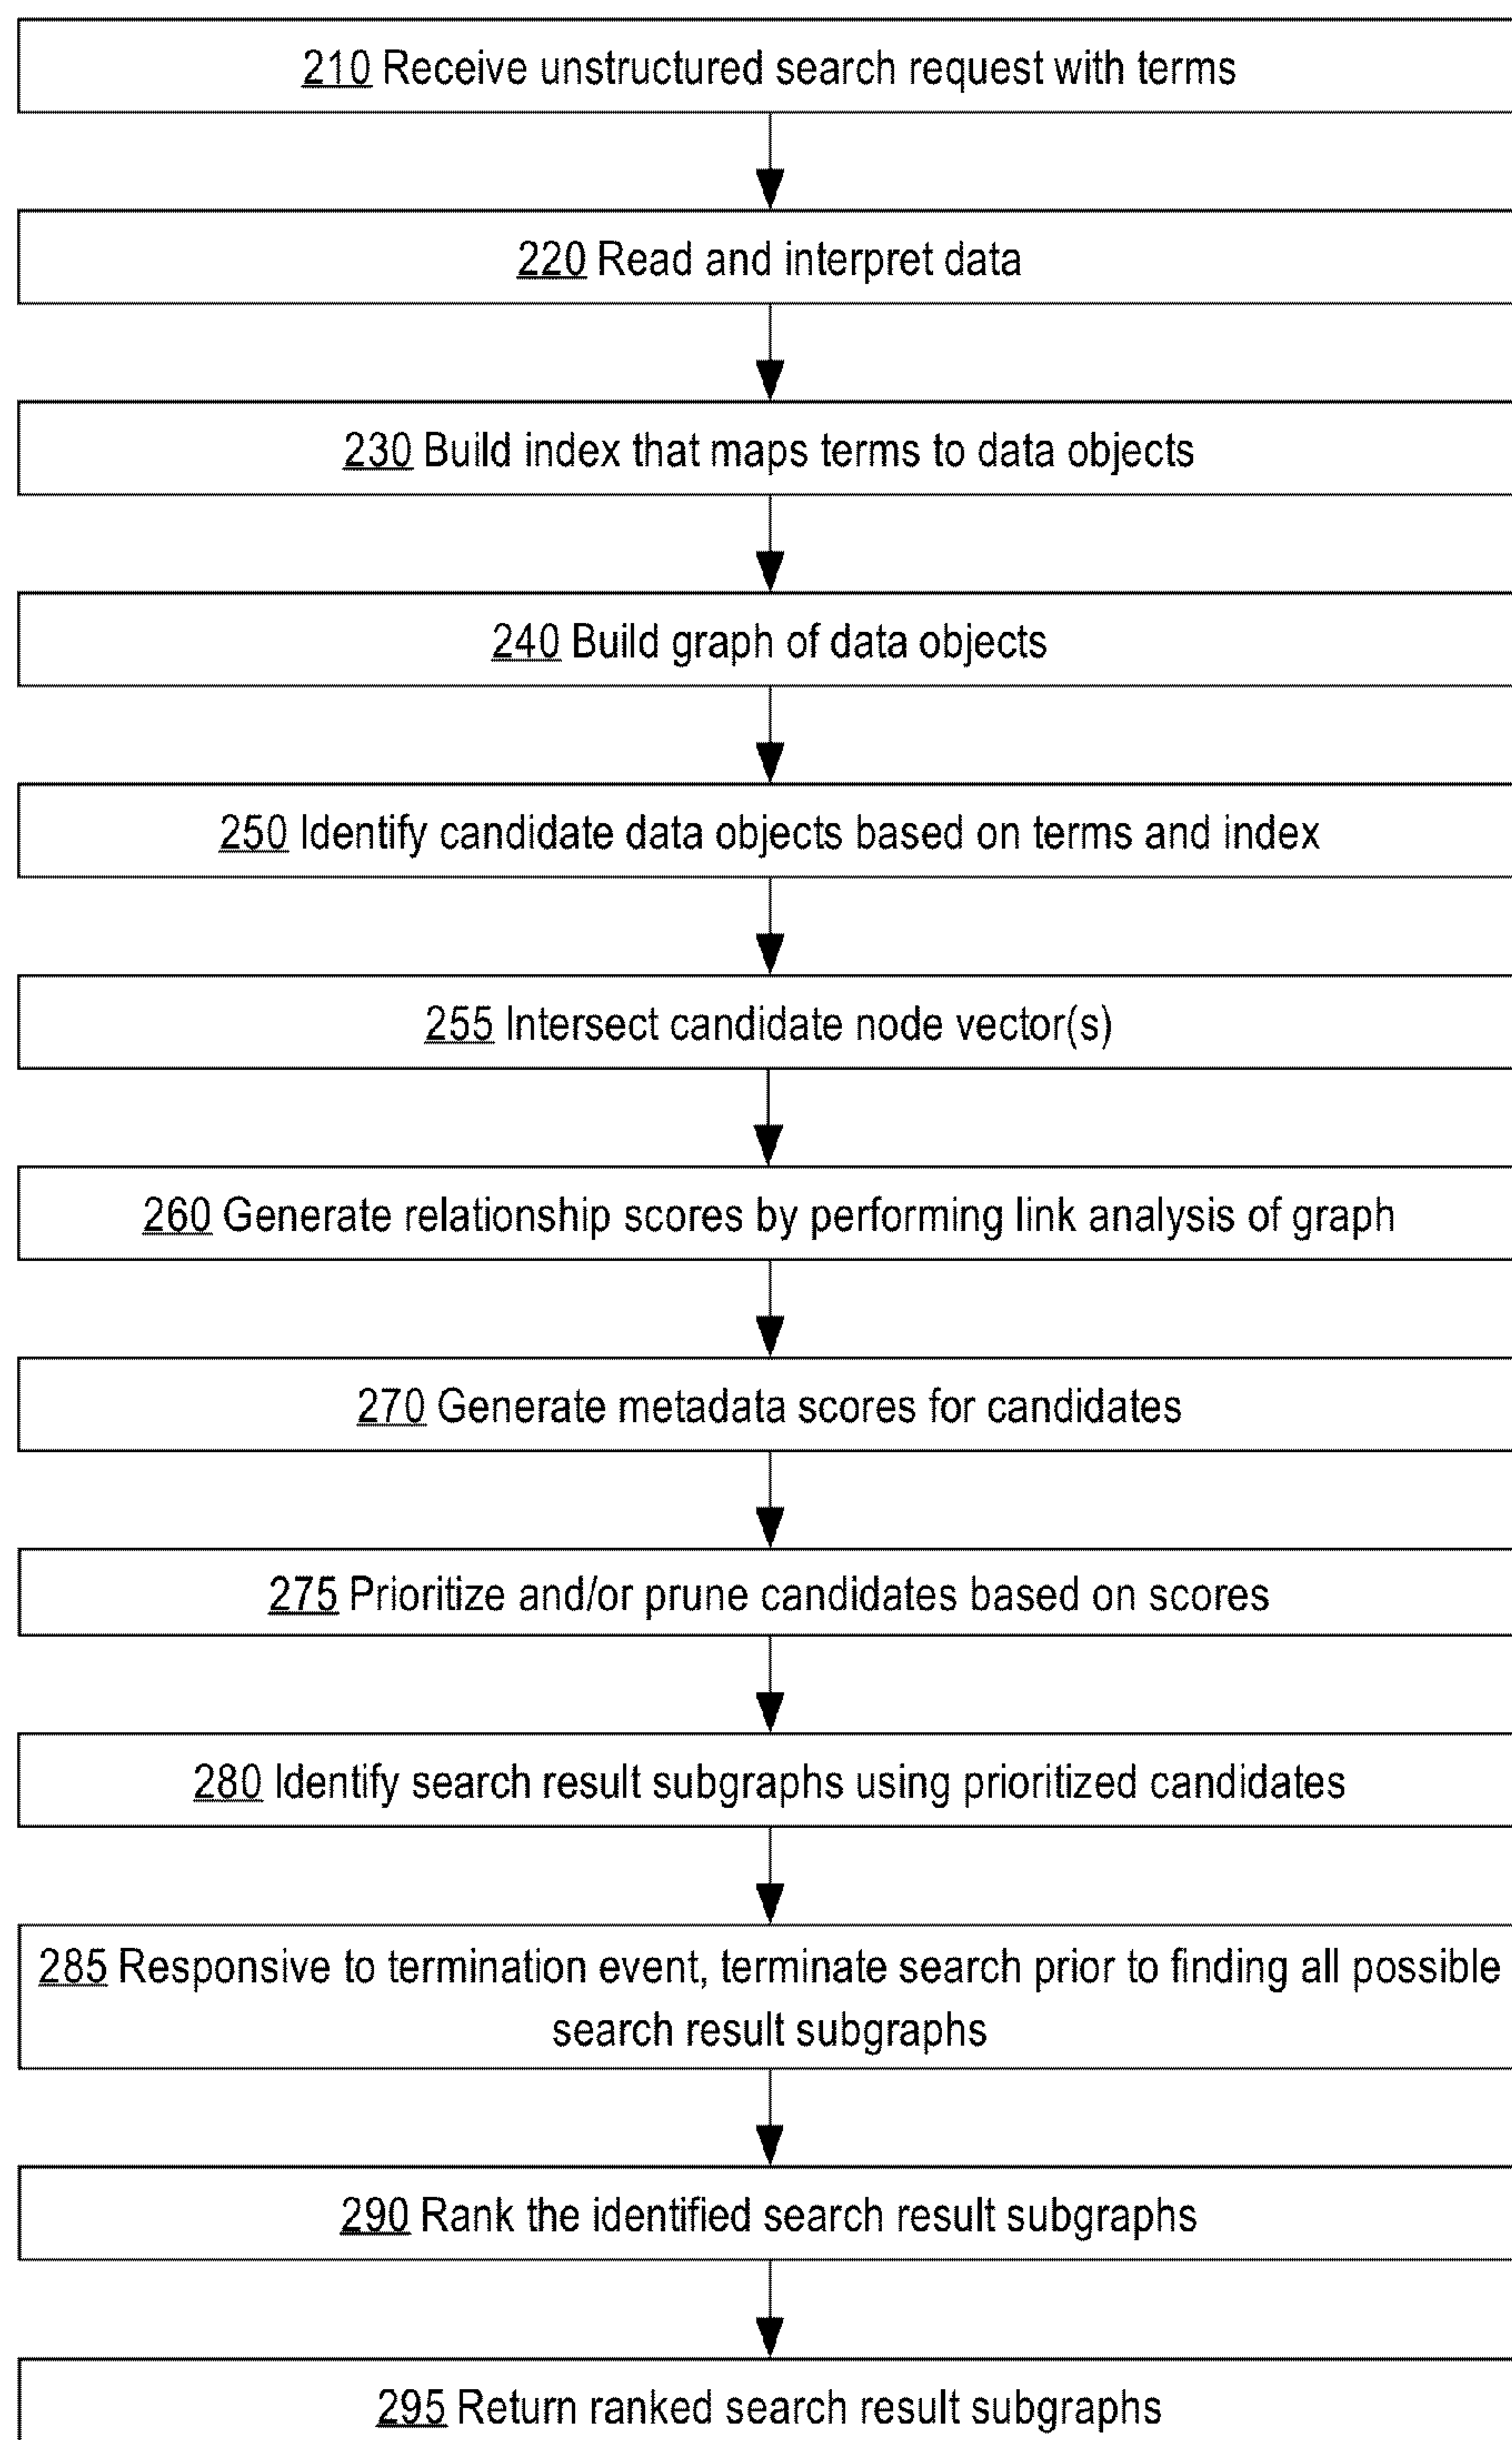 210 Receive unstructured search request with terms
220 Read and interpret data
230 Build index that maps terms to data objects
240 Build graph of data objects
250 Identify candidate data objects based on terms and index
255 Intersect candidate node vector(s)
260 Generate relationship scores by performing link analysis of graph
270 Generate metadata scores for candidates
275 Prioritize and/or prune candidates based on scores
280 Identify search result subgraphs using prioritized candidates
285 Responsive to termination event, terminate search prior to finding all possible
search result subgraphs
290 Rank the identified search result subgraphs
295 Return ranked search result subgraphs